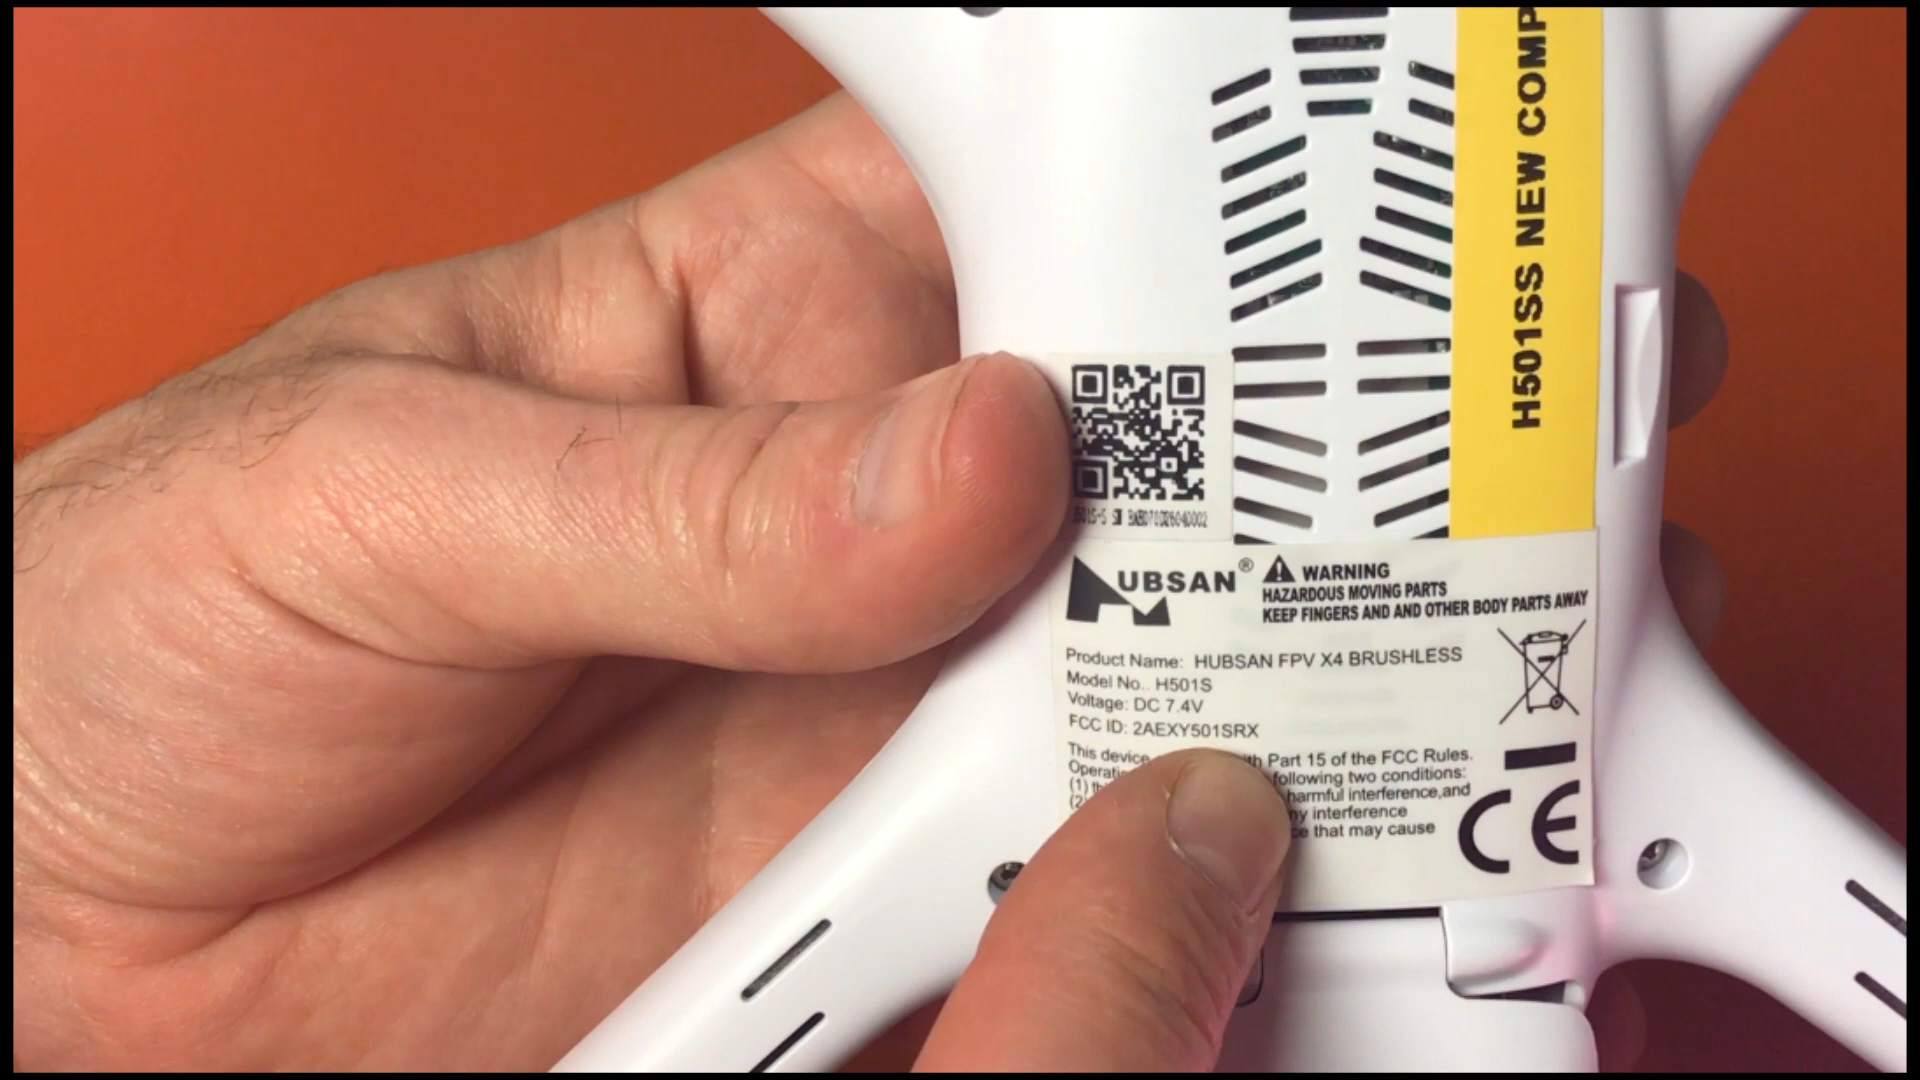 H501SS NEW COMP
UBSAN®
WARNING
HAZARDOUS MOVING PARTS
KEEP FINGERS AND AND OTHER BODY PARTS AWAY
Product Name: HUBSAN FPV X4 BRUSHLESS
Model No.. H501S
Voltage: DC 7.4V
FCC ID: 2AEXY501SRX
This device Part 15 of the FCC Rules.
following two conditions:
(1) harmful interference,and
(2 interference
that may cause
CE